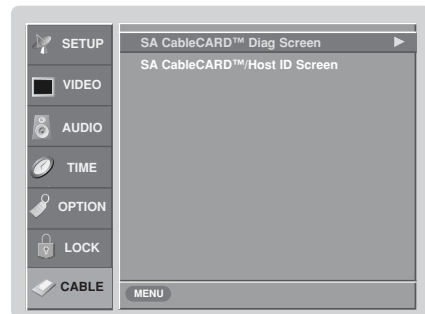 SETUP
VIDEO
AUDIO
TIME
OPTION
LOCK
CABLE
SA CableCARD™ Diag Screen
SA CableCARD™/Host ID Screen
MENU